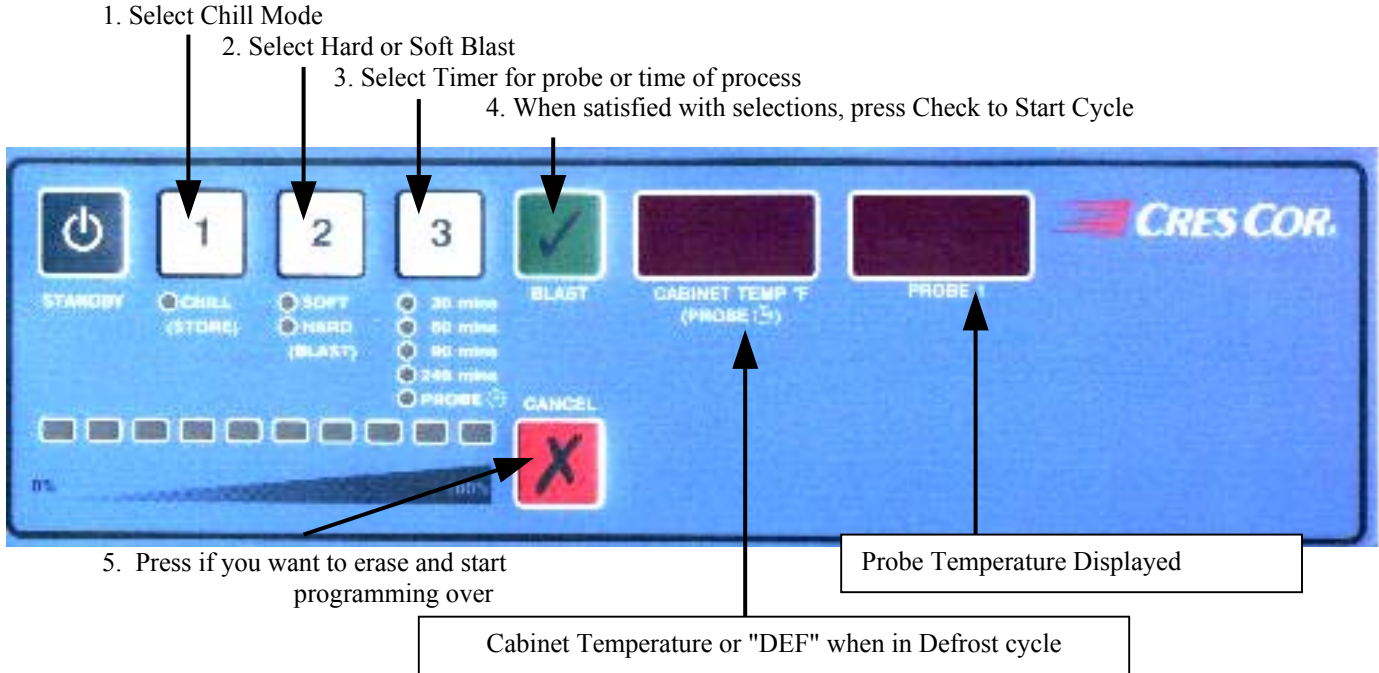 1. Select Chill Mode
2. Select Hard or Soft Blast
3. Select Timer for probe or time of process
4. When satisfied with selections, press Check to Start Cycle
1
2
3
CRES COR
STANDBY
CHILL
(STORE)
SOFT
HARD
(BLAST)
30 mins
60 mins
90 mins
240 mins
PROBE
BLAST
CABINET TEMP °F
(PROBE)
PROBE
CANCEL
0%
5. Press if you want to erase and start
programming over
Probe Temperature Displayed
Cabinet Temperature or "DEF" when in Defrost cycle